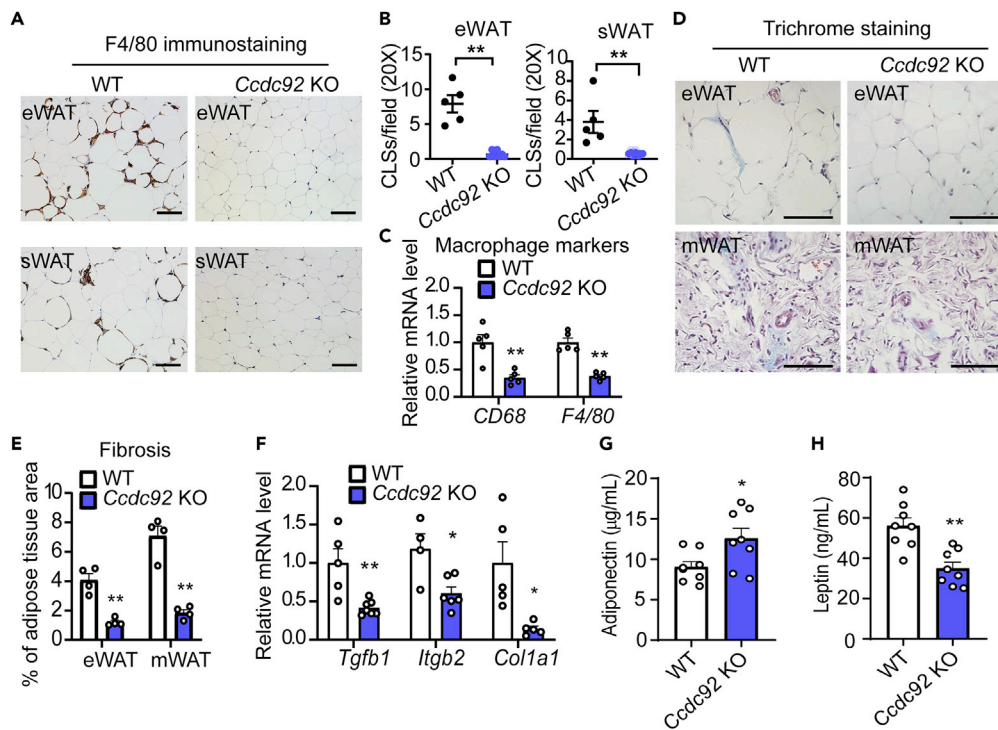 A
F4/80 immunostaining
WT
Ccdc92 KO
eWAT
eWAT
sWAT
sWAT
B
eWAT
**
CLSs/field (20X)
15
10
5
0
WT
Ccdc92 KO
sWAT
**
CLSs/field (20X)
10
8
6
4
2
0
WT
Ccdc92 KO
C
Macrophage markers
WT
Ccdc92 KO
Relative mRNA level
2.0
1.5
1.0
0.5
0.0
**
**
CD68
F4/80
D
Trichrome staining
WT
Ccdc92 KO
eWAT
eWAT
mWAT
mWAT
E
Fibrosis
WT
Ccdc92 KO
% of adipose tissue area
10
8
6
4
2
0
**
**
eWAT
mWAT
F
WT
Ccdc92 KO
Relative mRNA level
1.5
1.0
0.5
0.0
**
*
*
Tgfb1
Itgb2
Col1a1
G
Adiponectin (µg/mL)
20
15
10
5
0
*
WT
Ccdc92 KO
H
Leptin (ng/mL)
80
60
40
20
0
**
WT
Ccdc92 KO